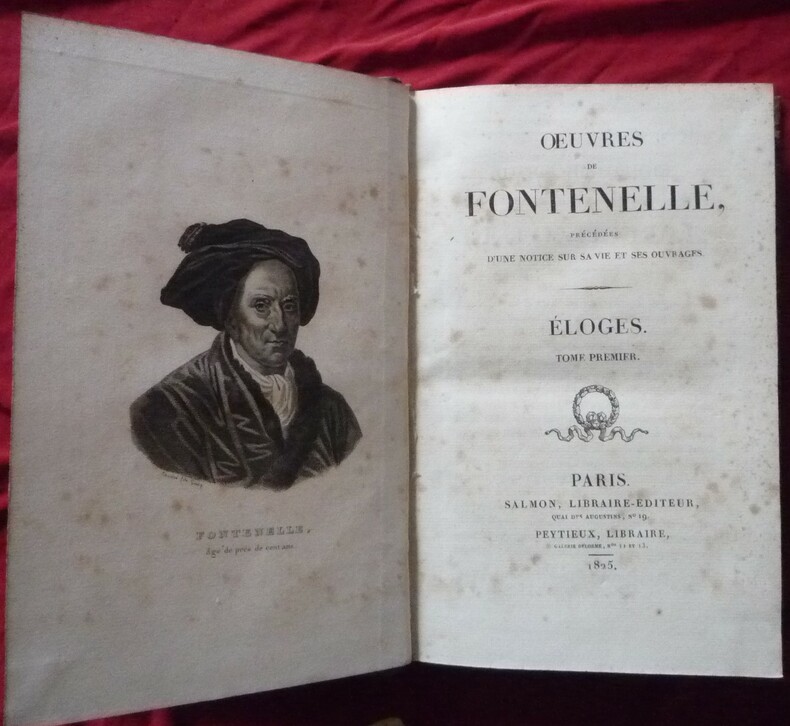 FONTENELLE,
âgé de près de cent ans.
OEUVRES
DE
FONTENELLE,
PRÉCÉDÉES
D'UNE NOTICE SUR SA VIE ET SES OUVRAGES.
ÉLOGES.
TOME PREMIER.
PARIS.
SALMON, LIBRAIRE-ÉDITEUR,
QUAI DES AUGUSTINS, No 19.
PEYTIEUX, LIBRAIRE,
GALERIE DELORME, Nos 11 ET 13.
1825.